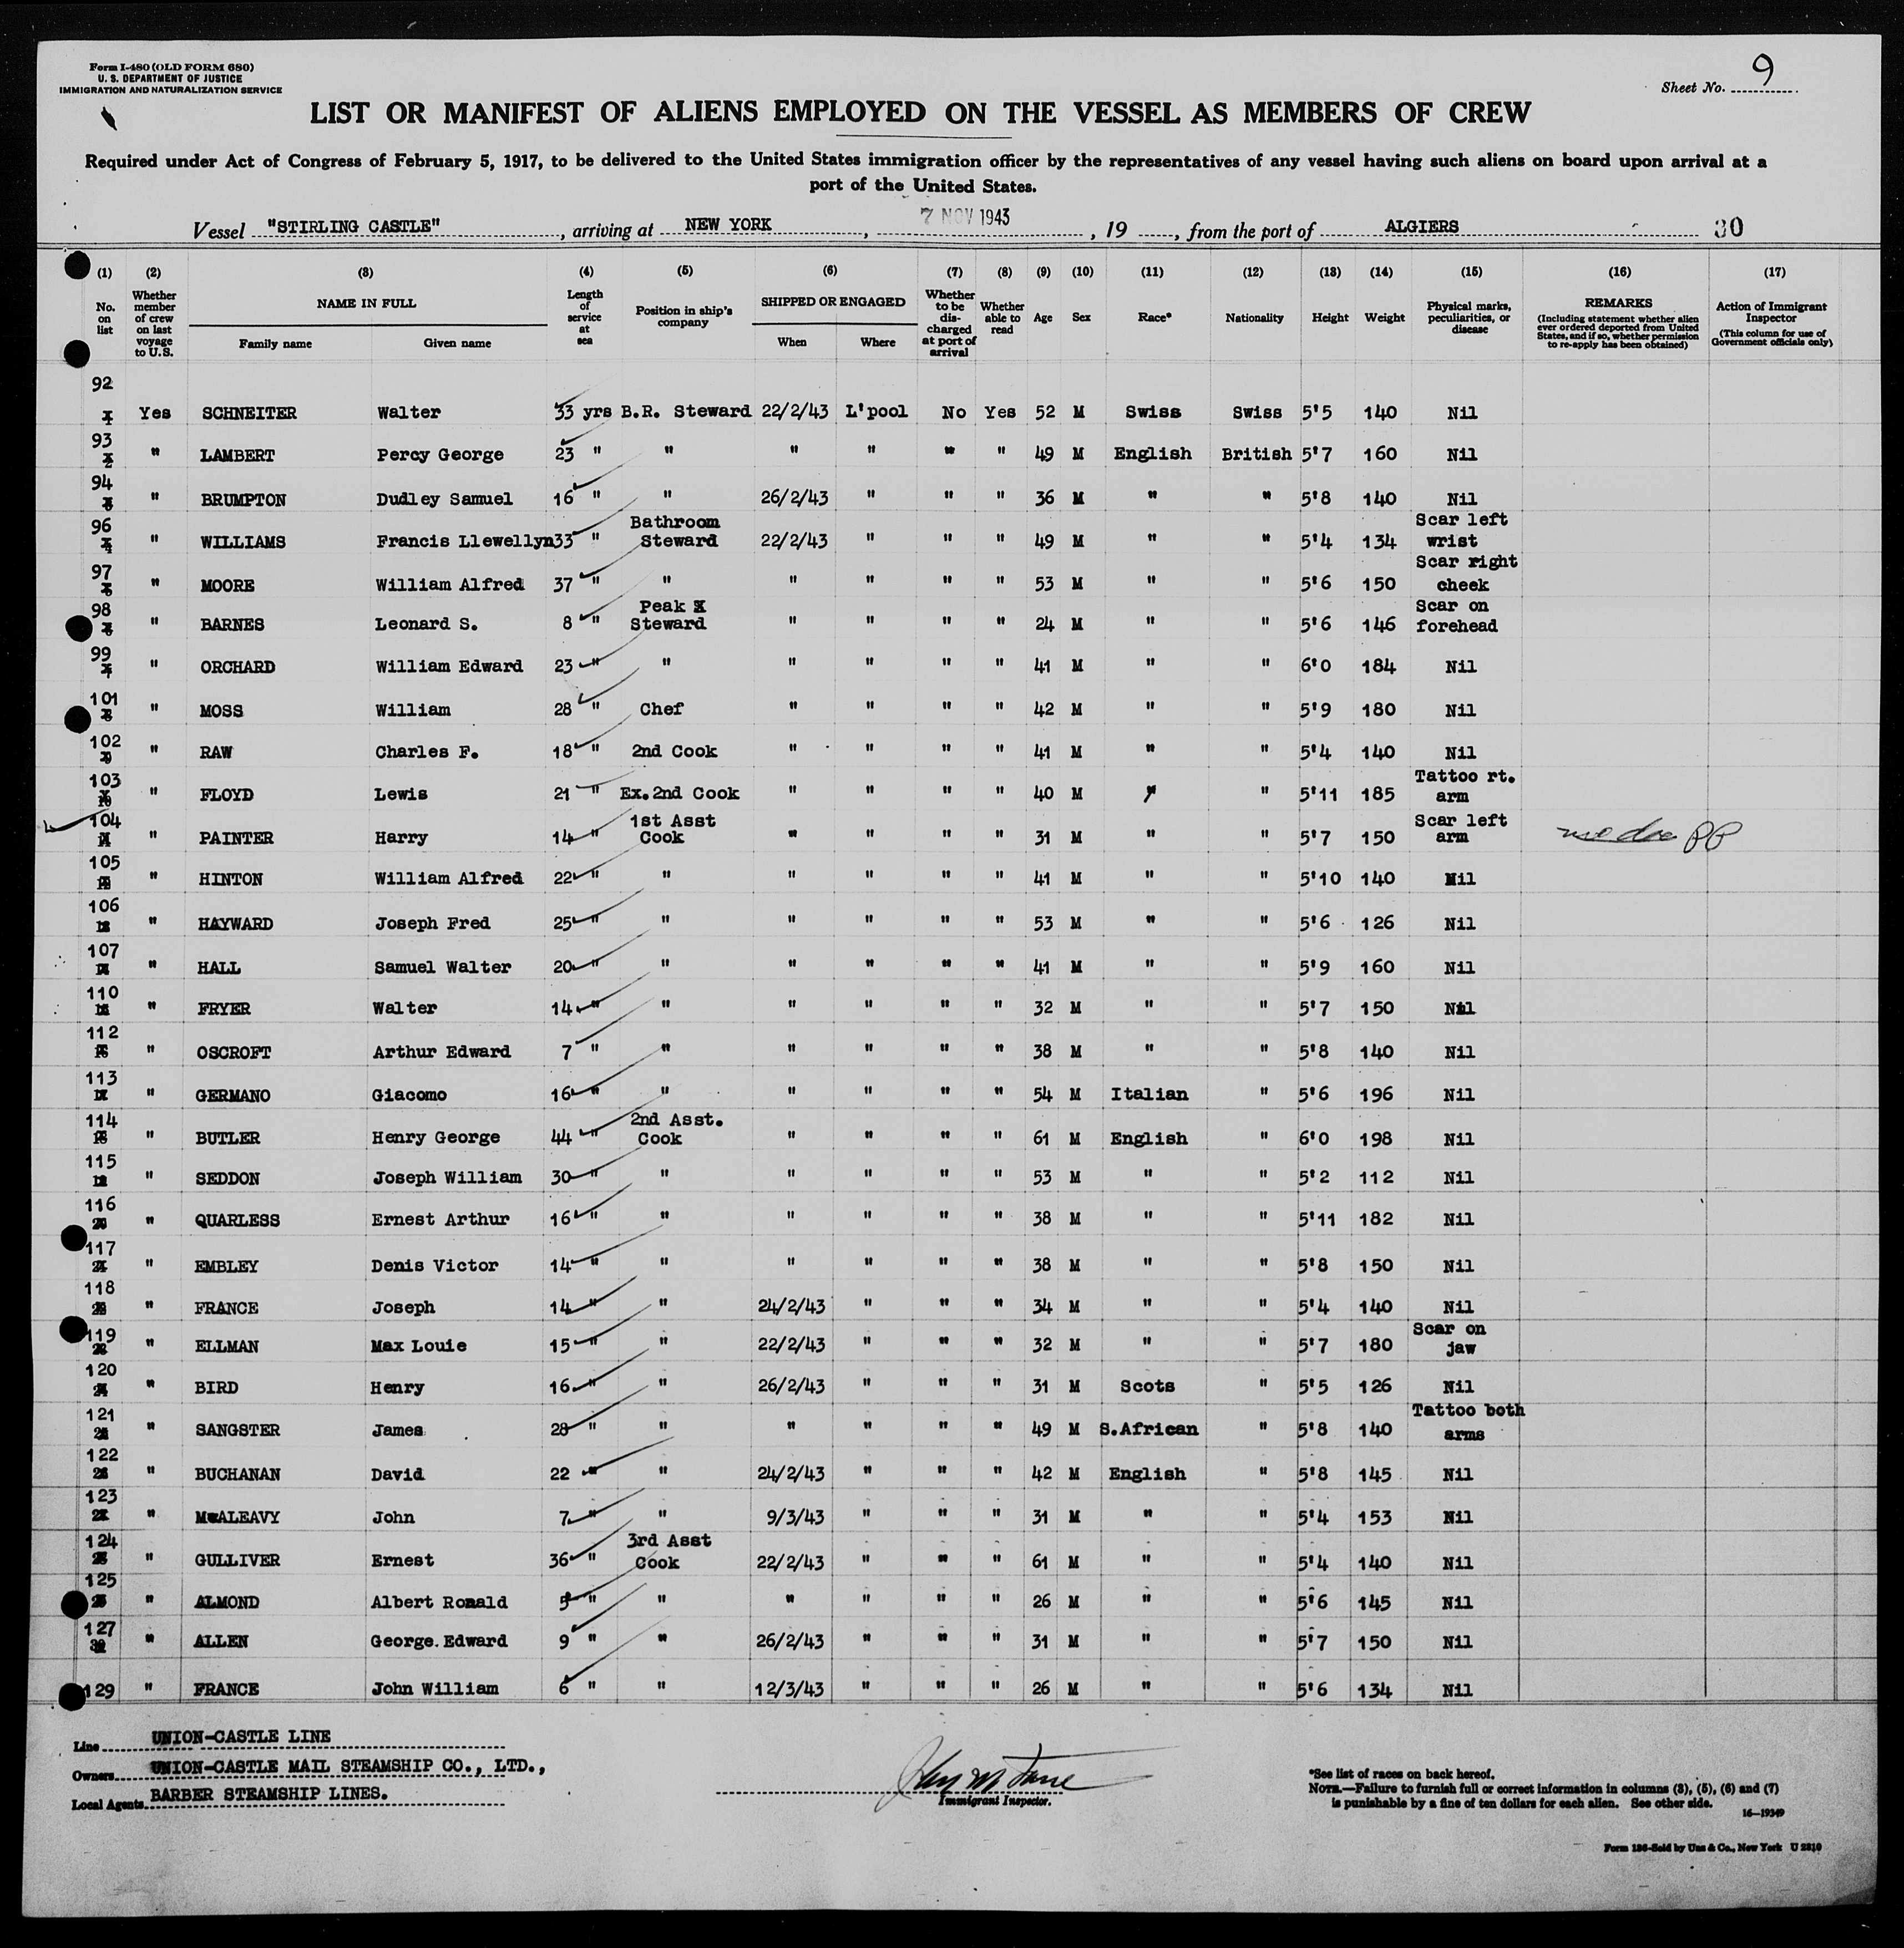 Form I-480 (OLD FORM 680)
U. S. DEPARTMENT OF JUSTICE
IMMIGRATION AND NATURALIZATION SERVICE
Sheet No. 9
LIST OR MANIFEST OF ALIENS EMPLOYED ON THE VESSEL AS MEMBERS OF CREW
Required under Act of Congress of February 5, 1917, to be delivered to the United States immigration officer by the representatives of any vessel having such aliens on board upon arrival at a
port of the United States.
Vessel "STIRLING CASTLE", arriving at NEW YORK, 7 NOV 1943, 19, from the port of ALGIERS 30
(1) (2) (3) (4) (5) (6) (7) (8) (9) (10) (11) (12) (13) (14) (15) (16) (17)
No. on list | Whether member of crew on last voyage to U.S. | NAME IN FULL Family name Given name | Length of service at sea | Position in ship's company | SHIPPED OR ENGAGED When Where | Whether to be discharged at port of arrival | Whether able to read | Age | Sex | Race* | Nationality | Height | Weight | Physical marks, peculiarities, or disease | REMARKS (Including statement whether alien ever ordered deported from United States, and if so, whether permission to re-apply has been obtained) | Action of Immigrant Inspector (This column for use of Government officials only)
92 Yes SCHNEITER Walter 33 yrs B.R. Steward 22/2/43 L'pool No Yes 52 M Swiss Swiss 5'5 140 Nil
93 " LAMBERT Percy George 23 " " " " " " 49 M English British 5'7 160 Nil
94 " BRUMPTON Dudley Samuel 16 " " 26/2/43 " " " 36 M " " 5'8 140 Nil
96 " WILLIAMS Francis Llewellyn 33 " Bathroom Steward 22/2/43 " " " 49 M " " 5'4 134 Scar left wrist
97 " MOORE William Alfred 37 " " " " " " 53 M " " 5'6 150 Scar right cheek
98 " BARNES Leonard S. 8 " Peak X Steward " " " " 24 M " " 5'6 146 Scar on forehead
99 " ORCHARD William Edward 23 " " " " " " 41 M " " 6'0 184 Nil
101 " MOSS William 28 " Chef " " " " 42 M " " 5'9 180 Nil
102 " RAW Charles F. 18 " 2nd Cook " " " " 41 M " " 5'4 140 Nil
103 " FLOYD Lewis 21 " Ex.2nd Cook " " " " 40 M " " 5'11 185 Tattoo rt. arm
104 " PAINTER Harry 14 " 1st Asst Cook " " " " 31 M " " 5'7 150 Scar left arm
105 " HINTON William Alfred 22 " " " " " " 41 M " " 5'10 140 Nil
106 " HAYWARD Joseph Fred 25 " " " " " " 53 M " " 5'6 126 Nil
107 " HALL Samuel Walter 20 " " " " " " 41 M " " 5'9 160 Nil
110 " FRYER Walter 14 " " " " " " 32 M " " 5'7 150 Nil
112 " OSCROFT Arthur Edward 7 " " " " " " 38 M " " 5'8 140 Nil
113 " GERMANO Giacomo 16 " " " " " " 54 M Italian " 5'6 196 Nil
114 " BUTLER Henry George 44 " 2nd Asst. Cook " " " " 61 M English " 6'0 198 Nil
115 " SEDDON Joseph William 30 " " " " " " 53 M " " 5'2 112 Nil
116 " QUARLESS Ernest Arthur 16 " " " " " " 38 M " " 5'11 182 Nil
117 " EMBLEY Denis Victor 14 " " " " " " 38 M " " 5'8 150 Nil
118 " FRANCE Joseph 14 " " 24/2/43 " " " 34 M " " 5'4 140 Nil
119 " ELLMAN Max Louie 15 " " 22/2/43 " " " 32 M " " 5'7 180 Scar on jaw
120 " BIRD Henry 16 " " 26/2/43 " " " 31 M Scots " 5'5 126 Nil
121 " SANGSTER James 28 " " " " " " 49 M S.African " 5'8 140 Tattoo both arms
122 " BUCHANAN David 22 " " 24/2/43 " " " 42 M English " 5'8 145 Nil
123 " McALEAVY John 7 " " 9/3/43 " " " 31 M " " 5'4 153 Nil
124 " GULLIVER Ernest 36 " 3rd Asst Cook 22/2/43 " " " 61 M " " 5'4 140 Nil
125 " ALMOND Albert Ronald 5 " " " " " " 26 M " " 5'6 145 Nil
127 " ALLEN George.Edward 9 " " 26/2/43 " " " 31 M " " 5'7 150 Nil
129 " FRANCE John William 6 " " 12/3/43 " " " 26 M " " 5'6 134 Nil
Line UNION-CASTLE LINE
Owners UNION-CASTLE MAIL STEAMSHIP CO., LTD.,
Local Agents BARBER STEAMSHIP LINES.
Immigrant Inspector.
*See list of races on back hereof.
NOTE.—Failure to furnish full or correct information in columns (3), (5), (6) and (7)
is punishable by a fine of ten dollars for each alien. See other side.
16—19349
Form 136-Sold by Unz & Co., New York U 2810